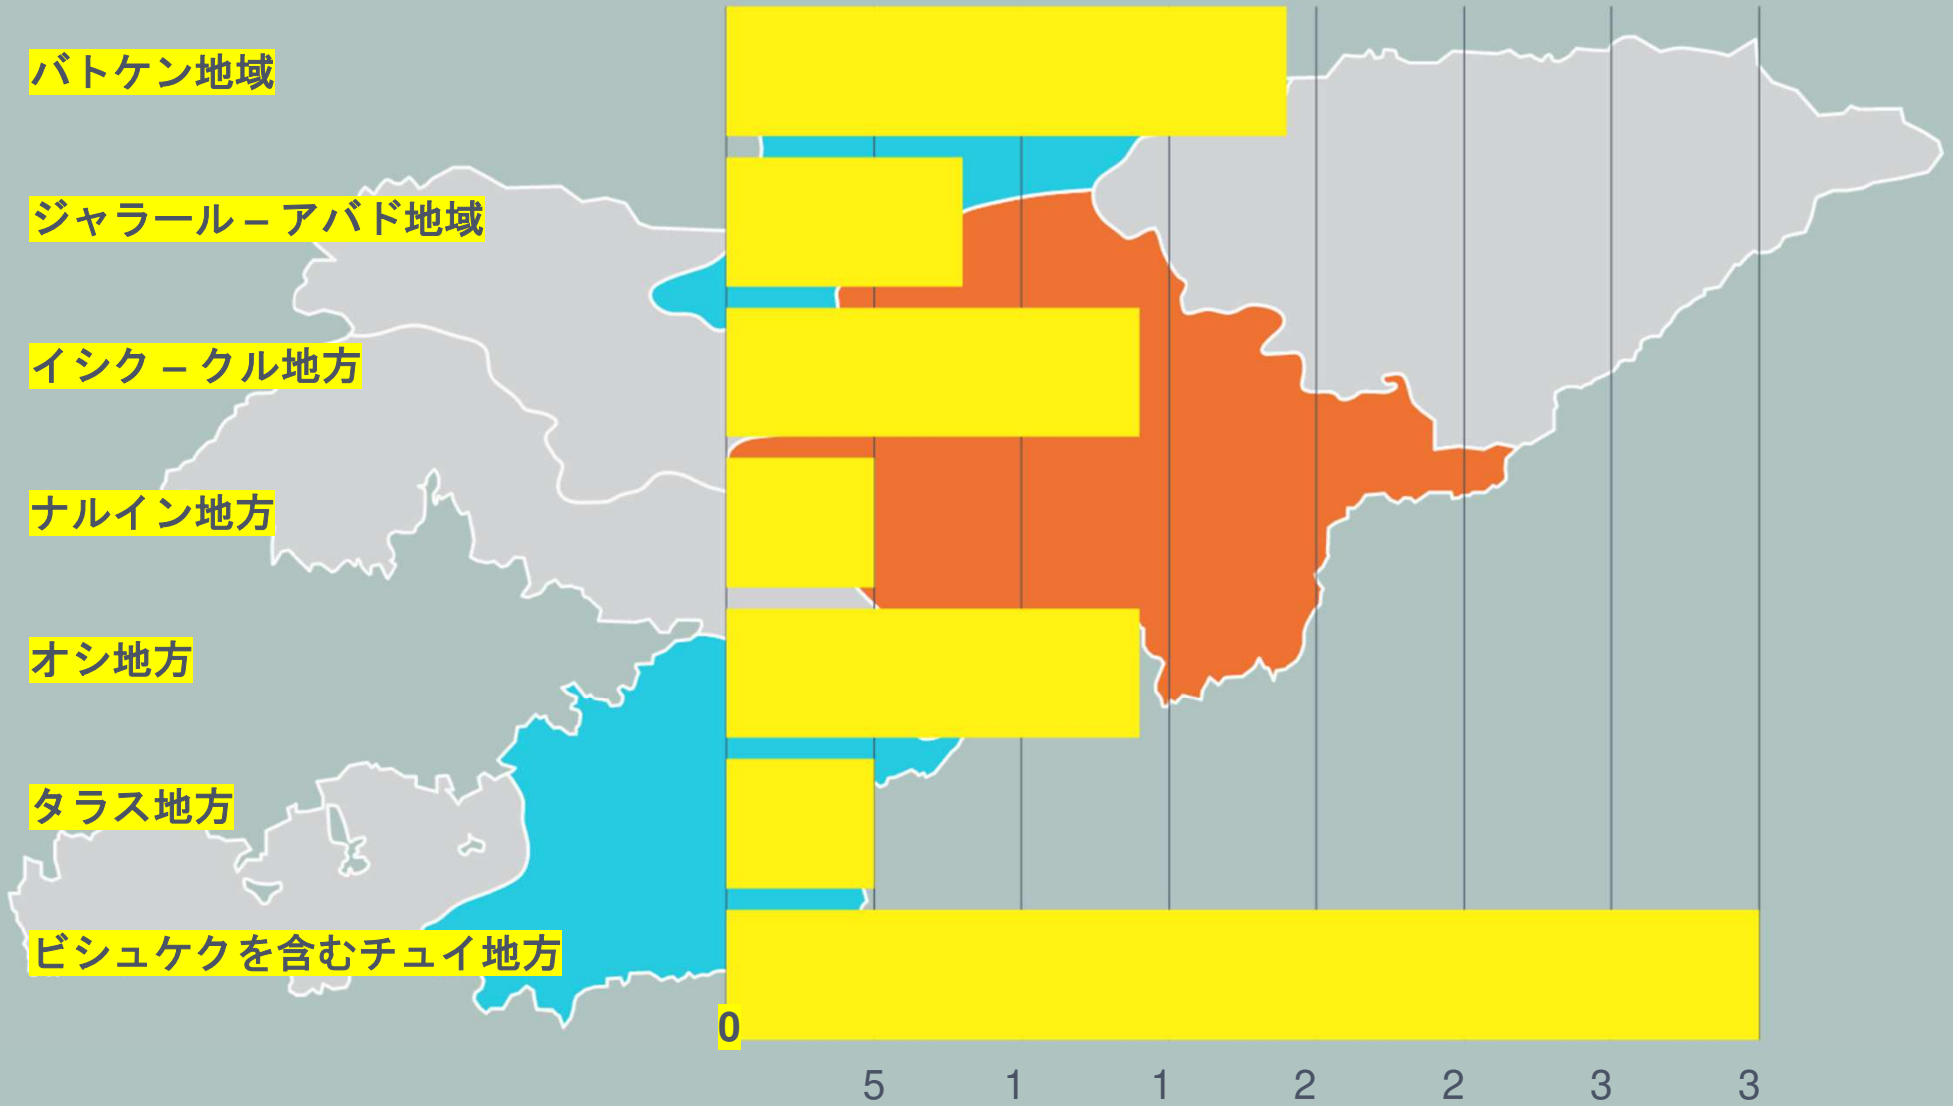 バトケン地域
ジャラール – アバド地域
イシク – クル地方
ナルイン地方
オシ地方
タラス地方
ビシュケクを含むチュイ地方
0
5 1 1 2 2 3 3